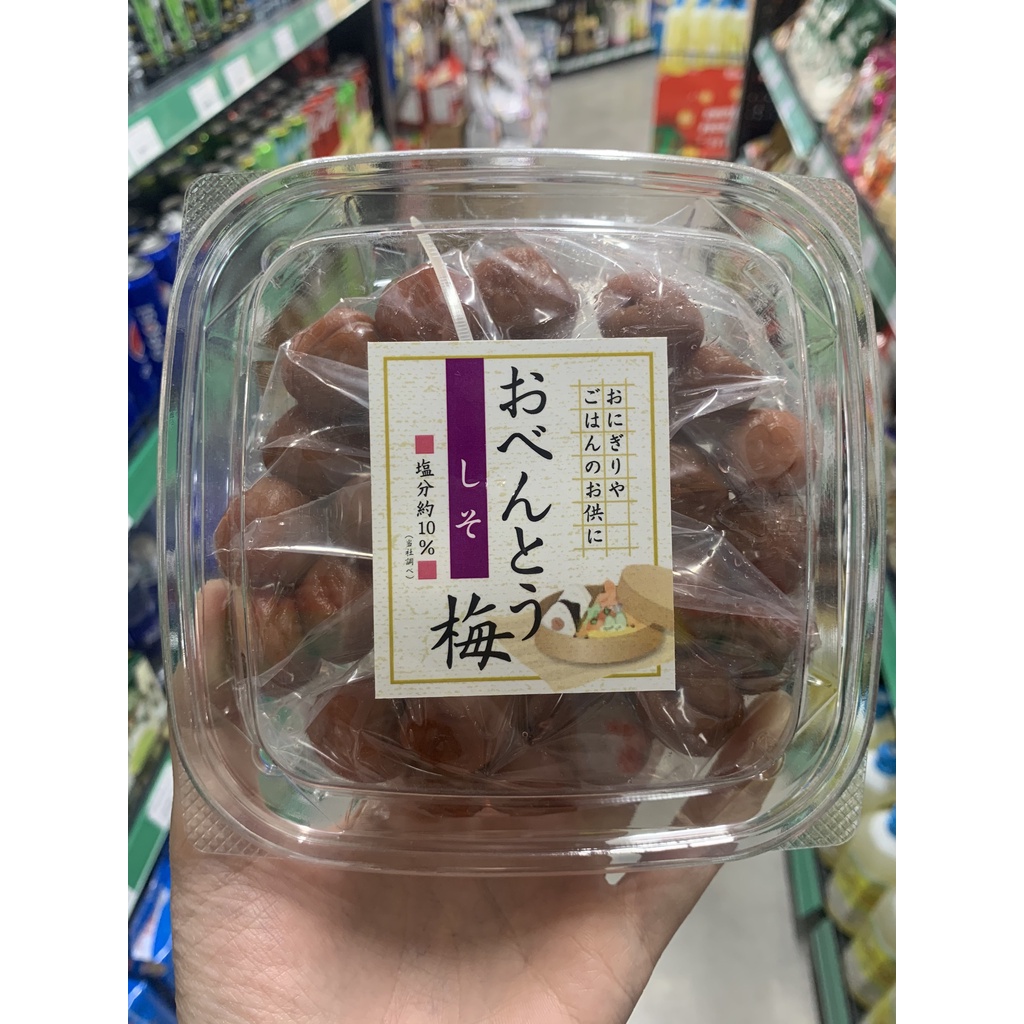 おにぎりや
ごはんのお供に
おべんとう
梅
しそ
塩分約10%
(当社調べ)